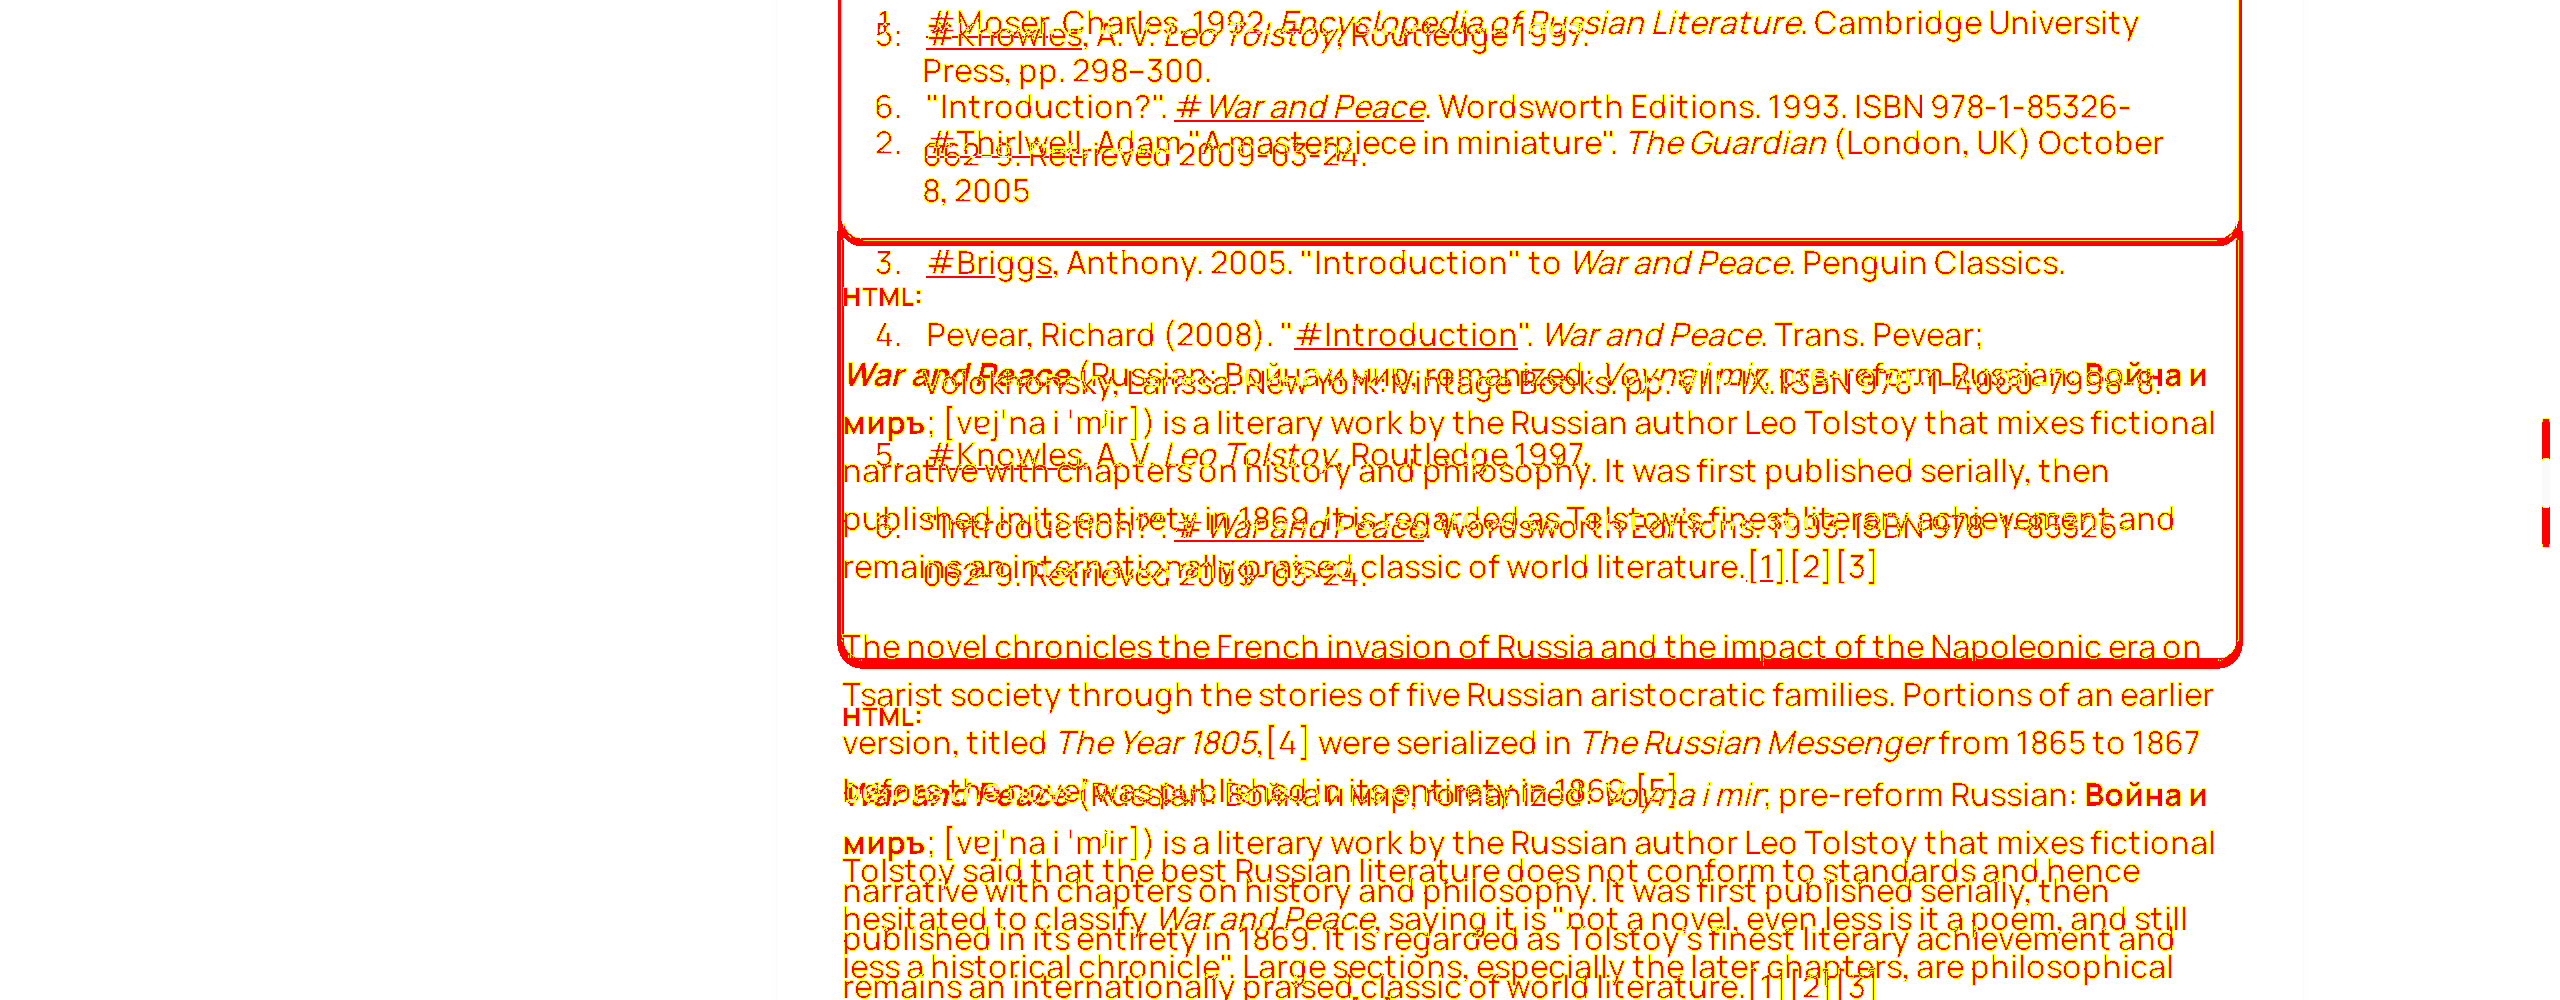 1. #Moser, Charles. 1992. Encyclopedia of Russian Literature. Cambridge University
5. #Knowles, A. V. Leo Tolstoy, Routledge 1997.
Press, pp. 298–300.
6. "Introduction?". # War and Peace. Wordsworth Editions. 1993. ISBN 978-1-85326-
2. #Thirlwell, Adam "A masterpiece in miniature". The Guardian (London, UK) October
062-9. Retrieved 2009-03-24.
8, 2005
3. #Briggs, Anthony. 2005. "Introduction" to War and Peace. Penguin Classics.
HTML:
4. Pevear, Richard (2008). "#Introduction". War and Peace. Trans. Pevear;
War and Peace (Russian: Война и мир, romanized: Voyna i mir; pre-reform Russian: Война и
Volokhonsky, Larissa. New York: Vintage Books. pp. VIII–IX. ISBN 978-1-4000-7998-8.
миръ; [vɐjˈna i ˈmʲir]) is a literary work by the Russian author Leo Tolstoy that mixes fictional
5. #Knowles, A. V. Leo Tolstoy, Routledge 1997.
narrative with chapters on history and philosophy. It was first published serially, then
published in its entirety in 1869. It is regarded as Tolstoy's finest literary achievement and
6. "Introduction?". # War and Peace. Wordsworth Editions. 1993. ISBN 978-1-85326-
remains an internationally praised classic of world literature.[1][2][3]
062-9. Retrieved 2009-03-24.
The novel chronicles the French invasion of Russia and the impact of the Napoleonic era on
Tsarist society through the stories of five Russian aristocratic families. Portions of an earlier
HTML:
version, titled The Year 1805,[4] were serialized in The Russian Messenger from 1865 to 1867
before the novel was published in its entirety in 1869.[5]
War and Peace (Russian: Война и мир, romanized: Voyna i mir; pre-reform Russian: Война и
миръ; [vɐjˈna i ˈmʲir]) is a literary work by the Russian author Leo Tolstoy that mixes fictional
Tolstoy said that the best Russian literature does not conform to standards and hence
narrative with chapters on history and philosophy. It was first published serially, then
hesitated to classify War and Peace, saying it is "not a novel, even less is it a poem, and still
published in its entirety in 1869. It is regarded as Tolstoy's finest literary achievement and
less a historical chronicle". Large sections, especially the later chapters, are philosophical
remains an internationally praised classic of world literature.[1][2][3]